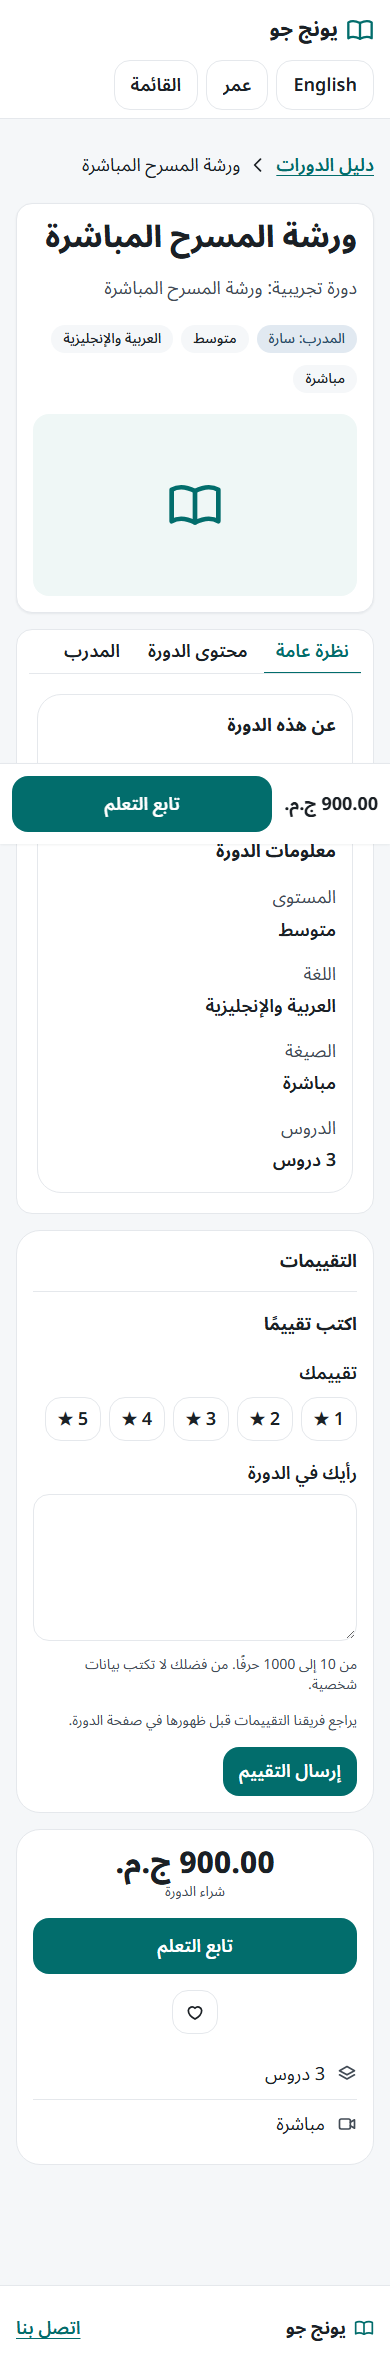 يونج جو
English
عمر
القائمة
دليل الدورات
ورشة المسرح المباشرة
ورشة المسرح المباشرة
دورة تجريبية: ورشة المسرح المباشرة
المدرب: سارة
متوسط
العربية والإنجليزية
مباشرة
نظرة عامة
محتوى الدورة
المدرب
عن هذه الدورة
900.00 ج.م.
تابع التعلم
معلومات الدورة
المستوى
متوسط
اللغة
العربية والإنجليزية
الصيغة
مباشرة
الدروس
3 دروس
التقييمات
اكتب تقييمًا
تقييمك
1 ★
2 ★
3 ★
4 ★
5 ★
رأيك في الدورة
من 10 إلى 1000 حرفًا. من فضلك لا تكتب بيانات
شخصية.
يراجع فريقنا التقييمات قبل ظهورها في صفحة الدورة.
إرسال التقييم
900.00 ج.م.
شراء الدورة
تابع التعلم
3 دروس
مباشرة
يونج جو
اتصل بنا